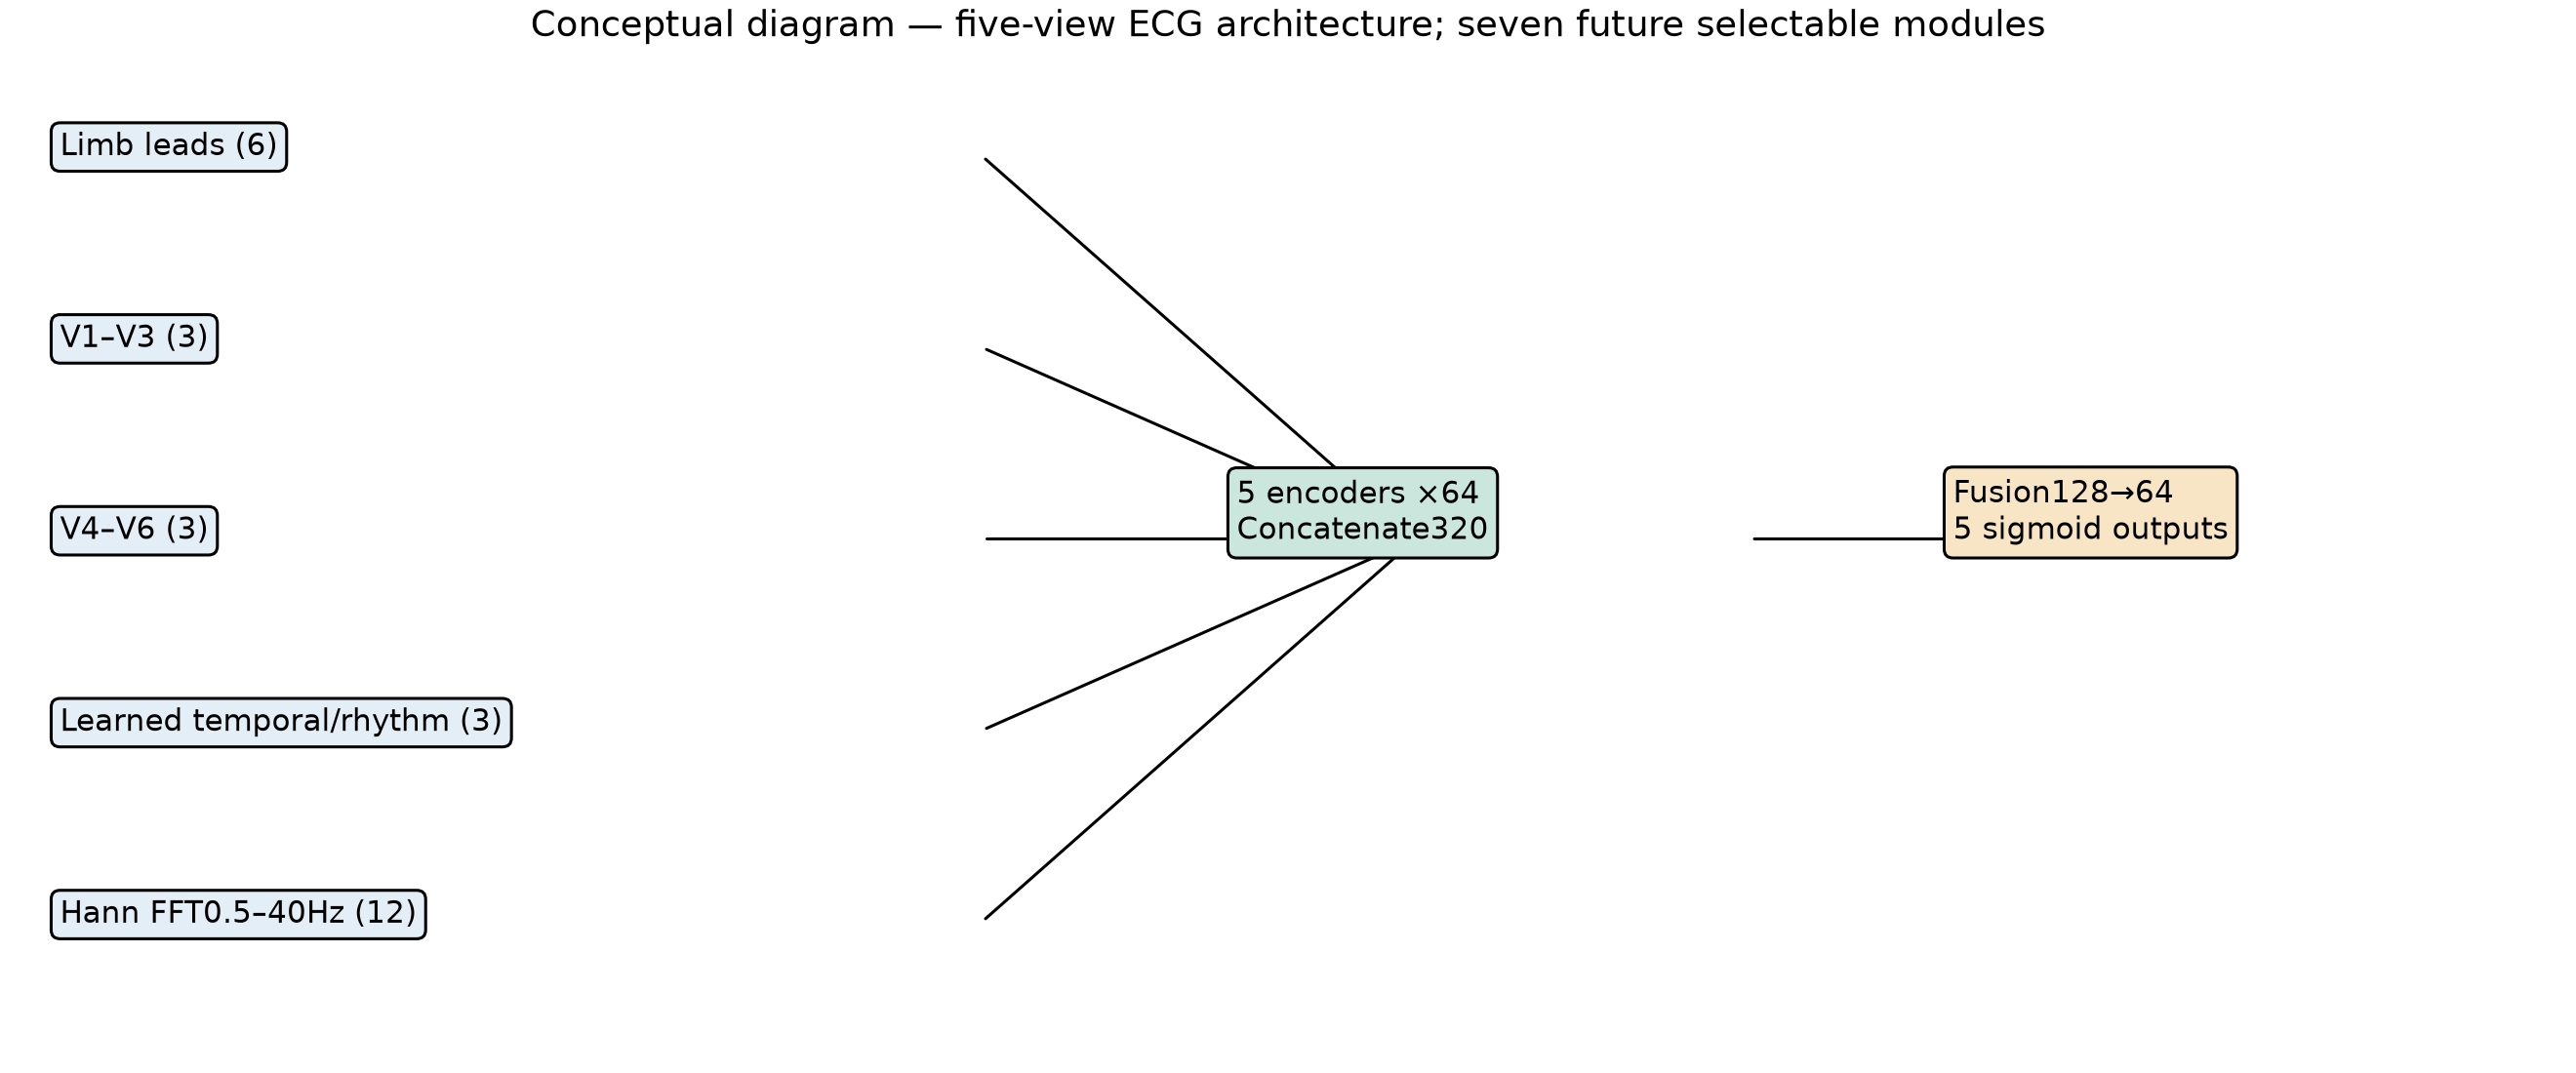 Conceptual diagram — five-view ECG architecture; seven future selectable modules
Limb leads (6)
V1–V3 (3)
V4–V6 (3)
Learned temporal/rhythm (3)
Hann FFT0.5–40Hz (12)
5 encoders ×64
Concatenate320
Fusion128→64
5 sigmoid outputs